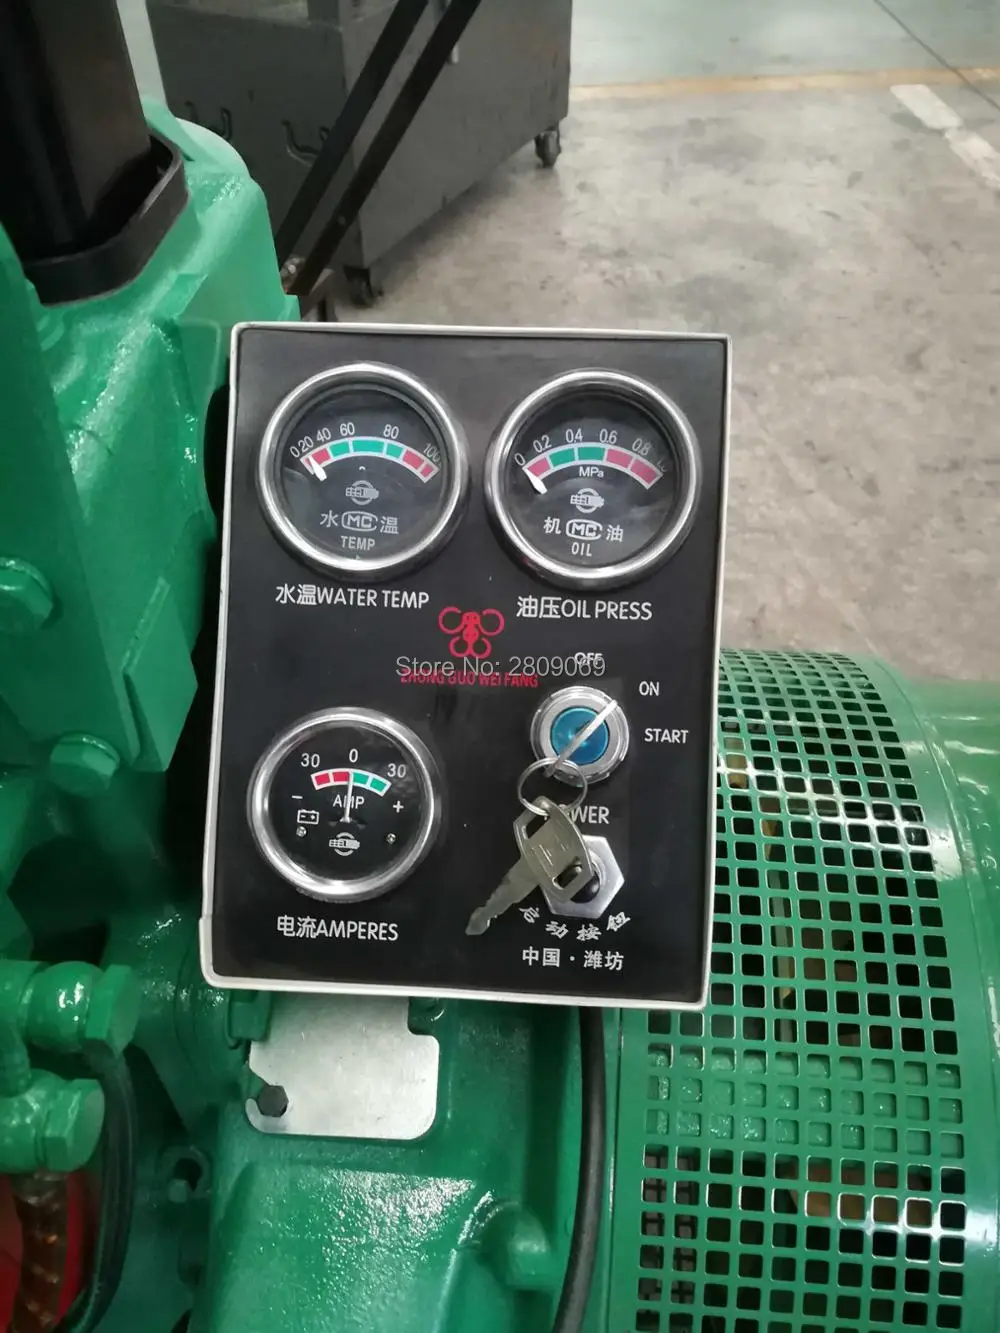 0 20 40 60 80 100
水 MC 温
TEMP
水温WATER TEMP
0 0.2 0.4 0.6 0.8
MPa
机 MC 油
OIL
油压OIL PRESS
Store No: 2809089
ZHONG GUO WEI FANG
OFF
ON
START
30 0 30
AMP
- +
电流AMPERES
启动按钮
中国·潍坊